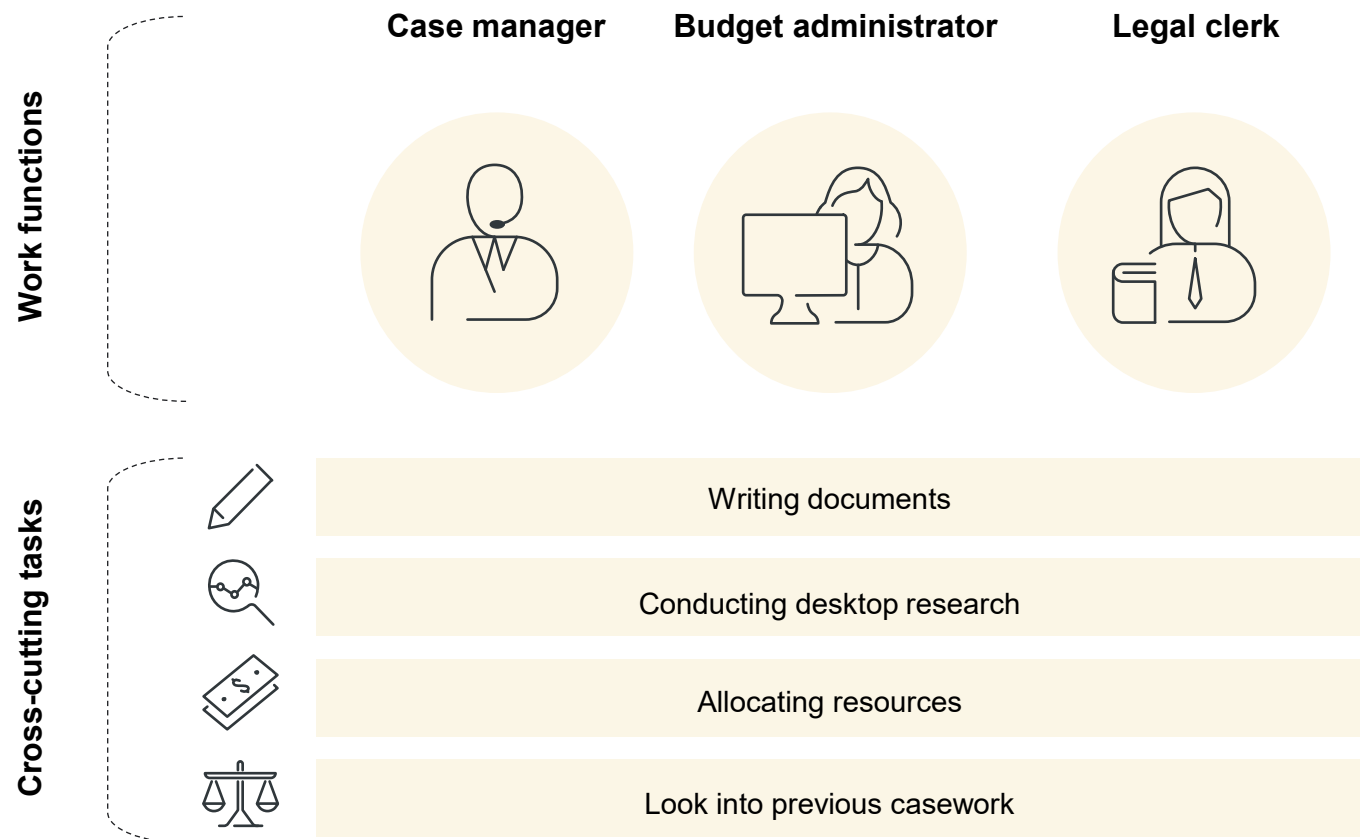 Case manager
Budget administrator
Legal clerk
Work functions
Cross-cutting tasks
Writing documents
Conducting desktop research
$
Allocating resources
Look into previous casework